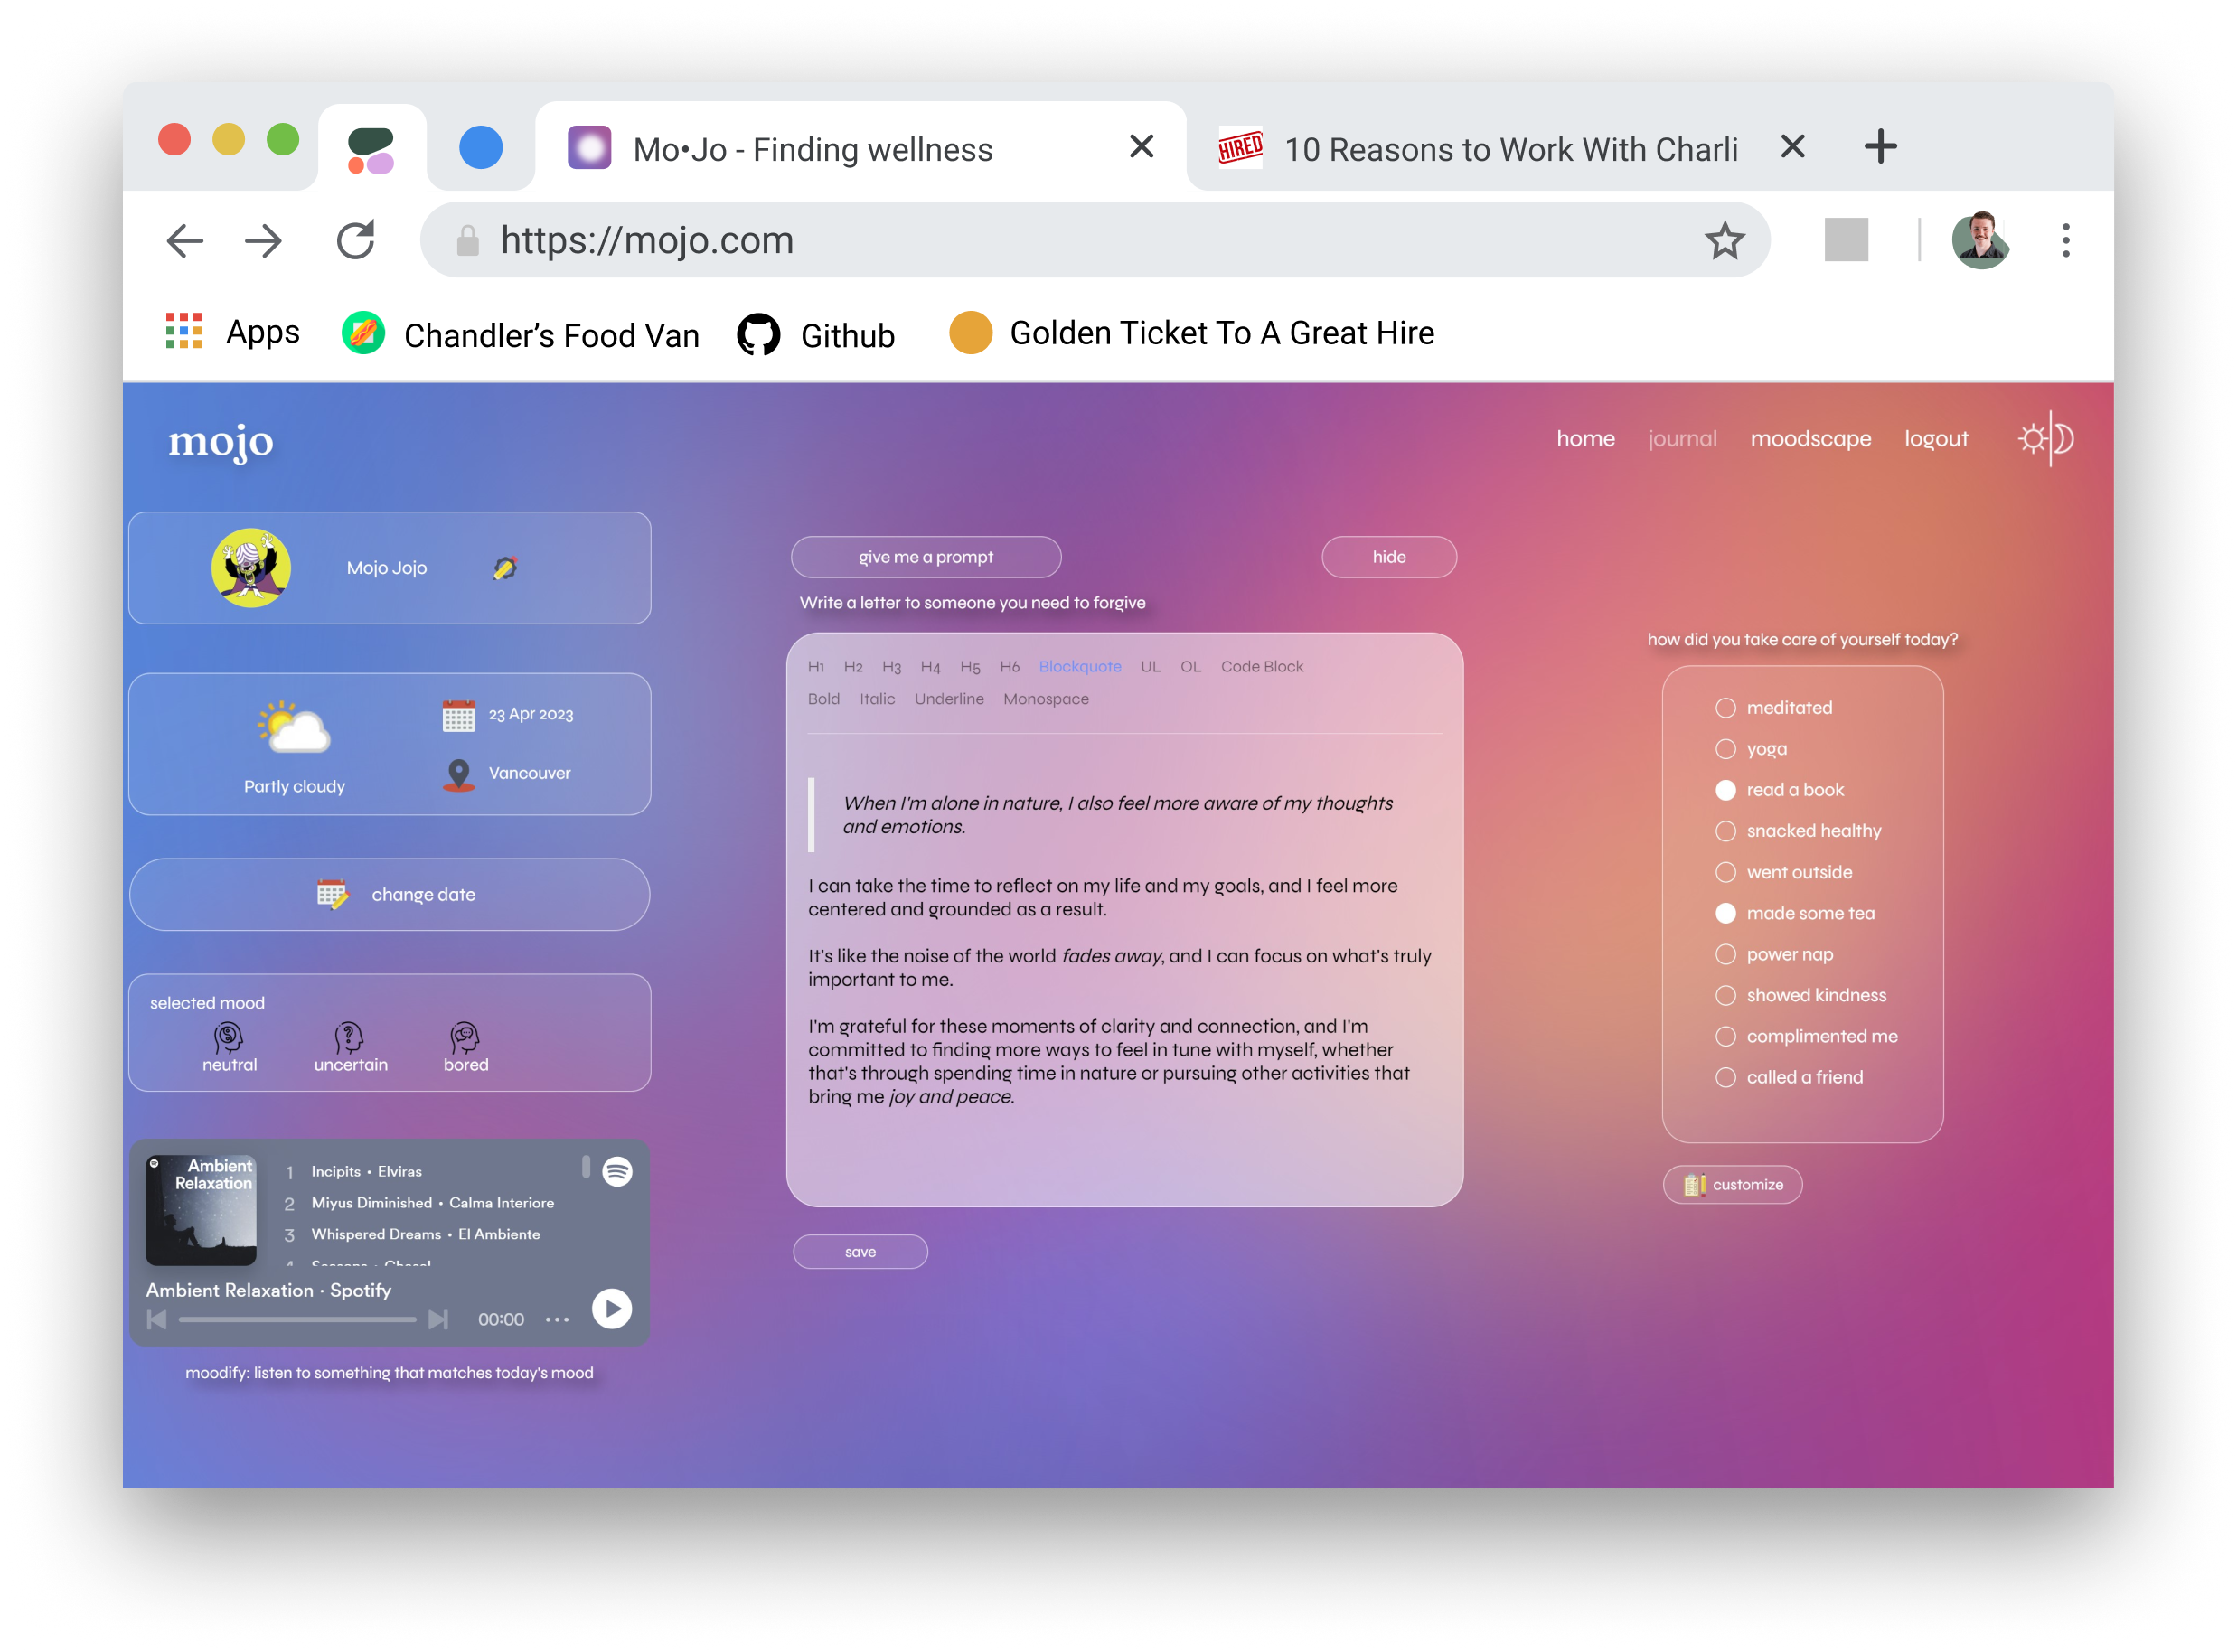 Mo•Jo - Finding wellness
HIRED
10 Reasons to Work With Charli
https://mojo.com
Apps
Chandler’s Food Van
Github
Golden Ticket To A Great Hire
mojo
home
journal
moodscape
logout
Mojo Jojo
Partly cloudy
23 Apr 2023
Vancouver
change date
selected mood
neutral
uncertain
bored
Ambient
Relaxation
1 Incipits • Elviras
2 Miyus Diminished • Calma Interiore
3 Whispered Dreams • El Ambiente
Ambient Relaxation · Spotify
00:00
moodify: listen to something that matches today's mood
give me a prompt
hide
Write a letter to someone you need to forgive
H1 H2 H3 H4 H5 H6 Blockquote UL OL Code Block
Bold Italic Underline Monospace
When I'm alone in nature, I also feel more aware of my thoughts
and emotions.
I can take the time to reflect on my life and my goals, and I feel more
centered and grounded as a result.
It's like the noise of the world fades away, and I can focus on what's truly
important to me.
I'm grateful for these moments of clarity and connection, and I'm
committed to finding more ways to feel in tune with myself, whether
that's through spending time in nature or pursuing other activities that
bring me joy and peace.
save
how did you take care of yourself today?
meditated
yoga
read a book
snacked healthy
went outside
made some tea
power nap
showed kindness
complimented me
called a friend
customize